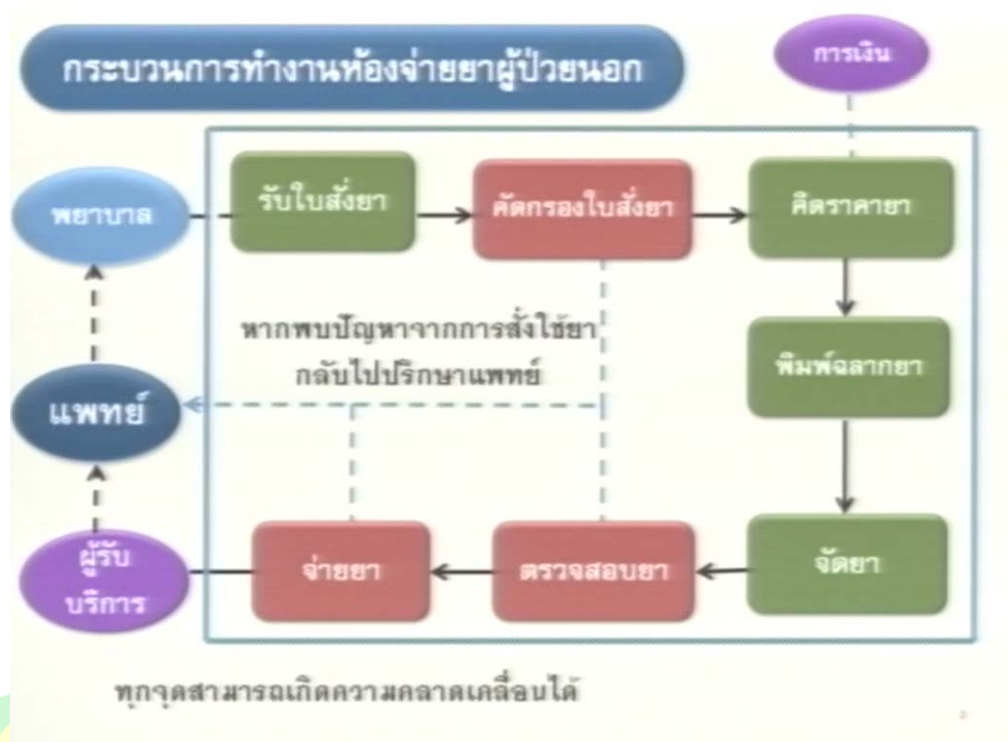 กระบวนการทำงานห้องจ่ายยาผู้ป่วยนอก
การเงิน
พยาบาล
รับใบสั่งยา
คัดกรองใบสั่งยา
คิดราคายา
หากพบปัญหาจากการสั่งใช้ยา
กลับไปปรึกษาแพทย์
พิมพ์ฉลากยา
แพทย์
ผู้รับ
บริการ
จ่ายยา
ตรวจสอบยา
จัดยา
ทุกจุดสามารถเกิดความคลาดเคลื่อนได้